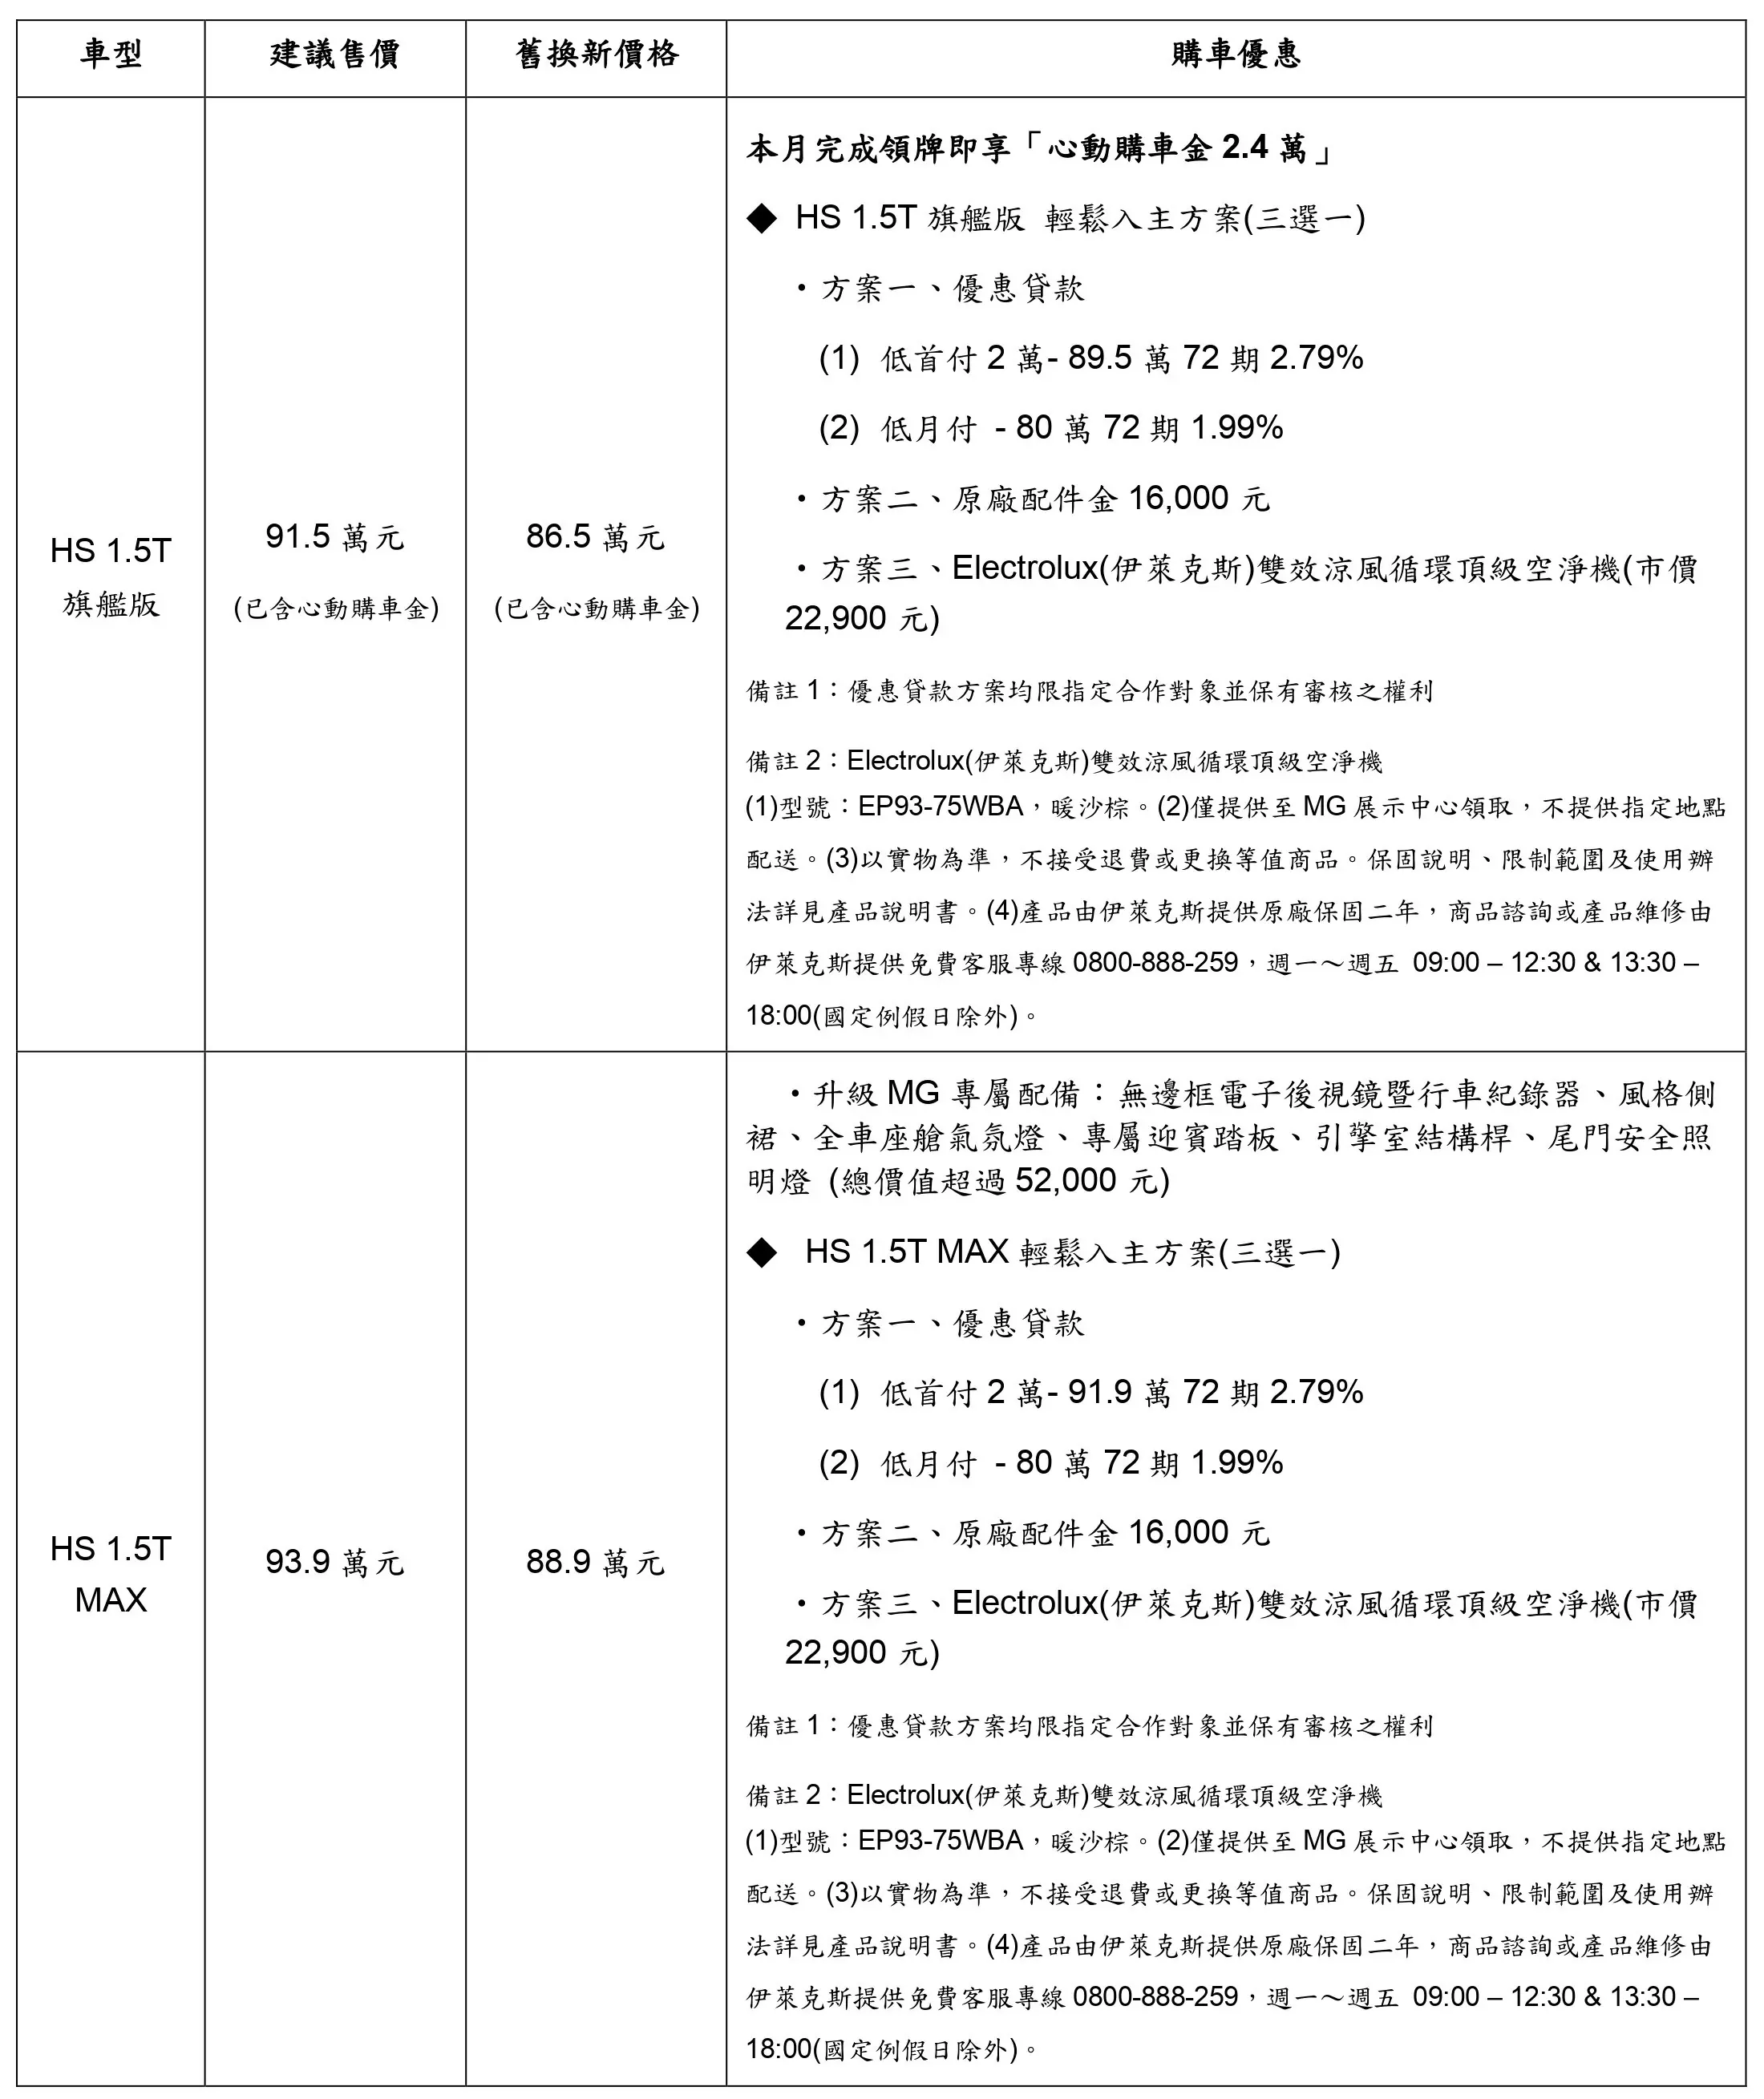 車型 建議售價 舊換新價格 購車優惠
HS 1.5T
旗艦版
91.5 萬元
(已含心動購車金)
86.5 萬元
(已含心動購車金)
本月完成領牌即享「心動購車金 2.4 萬」
◆ HS 1.5T 旗艦版 輕鬆入主方案(三選一)
・方案一、優惠貸款
(1) 低首付 2 萬- 89.5 萬 72 期 2.79%
(2) 低月付 - 80 萬 72 期 1.99%
・方案二、原廠配件金 16,000 元
・方案三、Electrolux(伊萊克斯)雙效涼風循環頂級空淨機(市價
22,900 元)
備註 1：優惠貸款方案均限指定合作對象並保有審核之權利
備註 2：Electrolux(伊萊克斯)雙效涼風循環頂級空淨機
(1)型號：EP93-75WBA，暖沙棕。(2)僅提供至 MG 展示中心領取，不提供指定地點
配送。(3)以實物為準，不接受退費或更換等值商品。保固說明、限制範圍及使用辦
法詳見產品說明書。(4)產品由伊萊克斯提供原廠保固二年，商品諮詢或產品維修由
伊萊克斯提供免費客服專線 0800-888-259，週一～週五 09:00 – 12:30 & 13:30 –
18:00(國定例假日除外)。
HS 1.5T
MAX
93.9 萬元
88.9 萬元
・升級 MG 專屬配備：無邊框電子後視鏡暨行車紀錄器、風格側
裙、全車座艙氣氛燈、專屬迎賓踏板、引擎室結構桿、尾門安全照
明燈 (總價值超過 52,000 元)
◆ HS 1.5T MAX 輕鬆入主方案(三選一)
・方案一、優惠貸款
(1) 低首付 2 萬- 91.9 萬 72 期 2.79%
(2) 低月付 - 80 萬 72 期 1.99%
・方案二、原廠配件金 16,000 元
・方案三、Electrolux(伊萊克斯)雙效涼風循環頂級空淨機(市價
22,900 元)
備註 1：優惠貸款方案均限指定合作對象並保有審核之權利
備註 2：Electrolux(伊萊克斯)雙效涼風循環頂級空淨機
(1)型號：EP93-75WBA，暖沙棕。(2)僅提供至 MG 展示中心領取，不提供指定地點
配送。(3)以實物為準，不接受退費或更換等值商品。保固說明、限制範圍及使用辦
法詳見產品說明書。(4)產品由伊萊克斯提供原廠保固二年，商品諮詢或產品維修由
伊萊克斯提供免費客服專線 0800-888-259，週一～週五 09:00 – 12:30 & 13:30 –
18:00(國定例假日除外)。